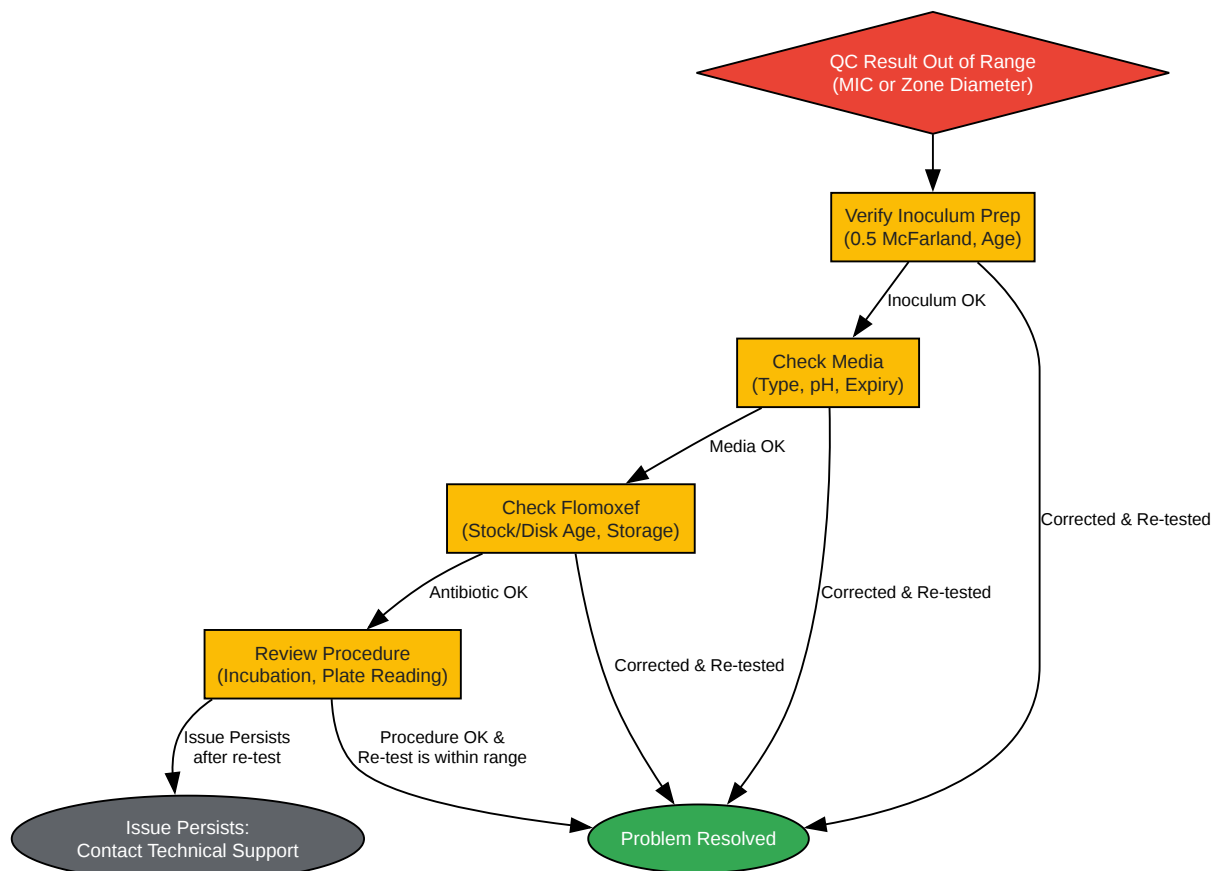 QC Result Out of Range
(MIC or Zone Diameter)
Verify Inoculum Prep
(0.5 McFarland, Age)
Inoculum OK
Check Media
(Type, pH, Expiry)
Media OK
Check Flomoxef
(Stock/Disk Age, Storage)
Corrected & Re-tested
Antibiotic OK
Corrected & Re-tested
Review Procedure
(Incubation, Plate Reading)
Corrected & Re-tested
Issue Persists
after re-test
Procedure OK &
Re-test is within range
Issue Persists:
Contact Technical Support
Problem Resolved